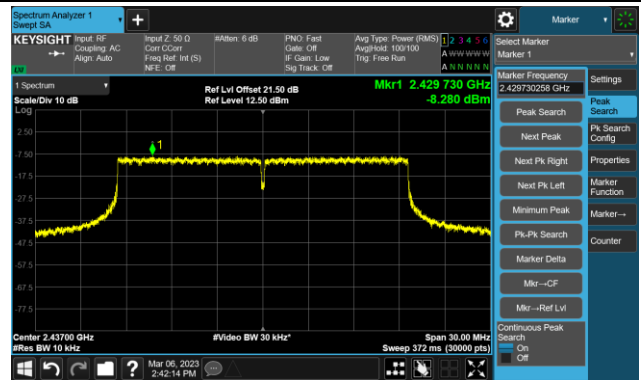 Spectrum Analyzer 1
Swept SA
+
Marker
KEYSIGHT
Input: RF
Coupling: AC
Align: Auto
Input Z: 50 Ω
Corr CCorr
Freq Ref: Int (S)
NFE: Off
#Atten: 6 dB
PNO: Fast
Gate: Off
IF Gain: Low
Sig Track: Off
Avg Type: Power (RMS)
Avg|Hold: 100/100
Trig: Free Run
1 2 3 4 5 6
A W W W W W
A N N N N N
Select Marker
Marker 1
1 Spectrum
Scale/Div 10 dB
Log
Ref Lvl Offset 21.50 dB
Ref Level 12.50 dBm
Mkr1 2.429 730 GHz
-8.280 dBm
2.50
-7.50
-17.5
-27.5
-37.5
-47.5
-57.5
-67.5
-77.5
1
Center 2.43700 GHz
#Res BW 10 kHz
#Video BW 30 kHz*
Span 30.00 MHz
Sweep 372 ms (30000 pts)
Marker Frequency
2.429730258 GHz
Peak Search
Next Peak
Next Pk Right
Next Pk Left
Minimum Peak
Pk-Pk Search
Marker Delta
Mkr→CF
Mkr→Ref Lvl
Continuous Peak
Search
On
Off
Settings
Peak
Search
Pk Search
Config
Properties
Marker
Function
Marker→
Counter
?
Mar 06, 2023
2:42:14 PM